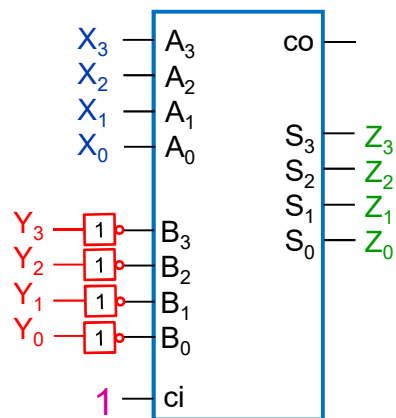 X₃ A₃ co
X₂ A₂
X₁ A₁
X₀ A₀
S₃ Z₃
S₂ Z₂
S₁ Z₁
S₀ Z₀
Y₃ 1 B₃
Y₂ 1 B₂
Y₁ 1 B₁
Y₀ 1 B₀
1 ci